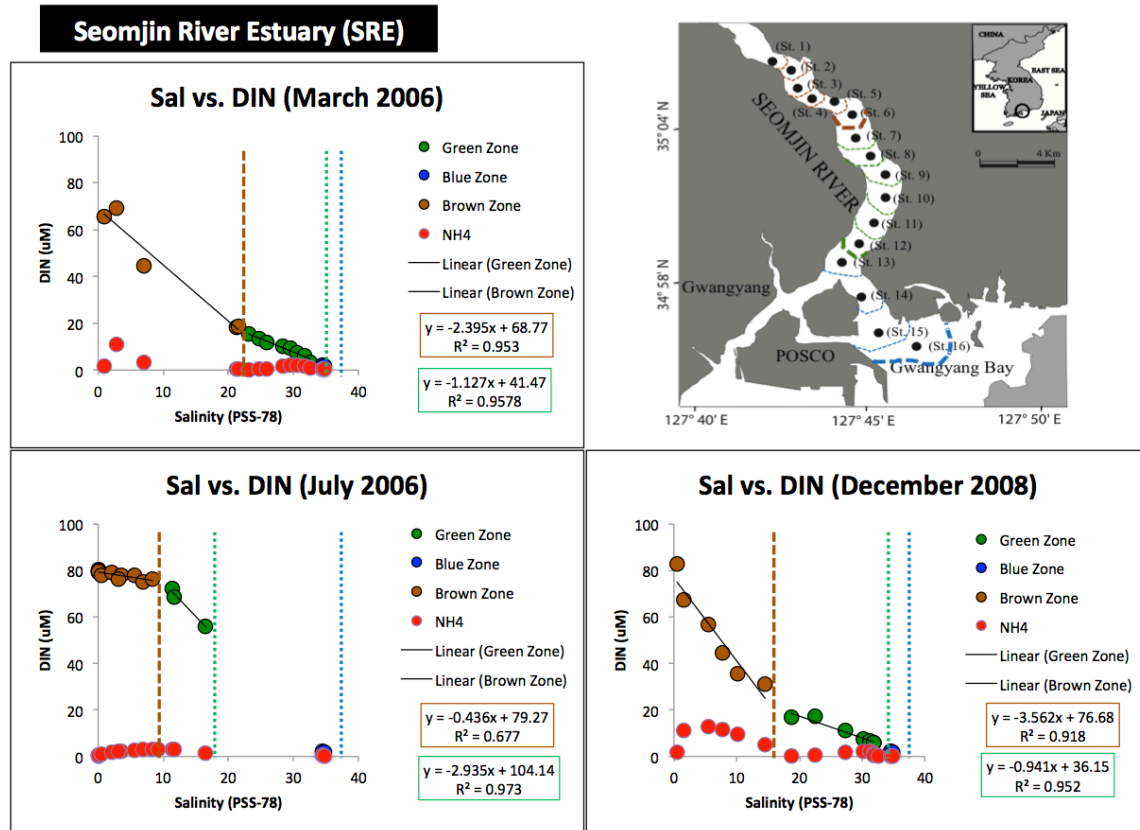 Seomjin River Estuary (SRE)
Sal vs. DIN (March 2006)
DIN (uM)
100
80
60
40
20
0
0 10 20 30 40
Salinity (PSS-78)
Green Zone
Blue Zone
Brown Zone
NH4
Linear (Green Zone)
Linear (Brown Zone)
y = -2.395x + 68.77
R² = 0.953
y = -1.127x + 41.47
R² = 0.9578
(St. 1)
(St. 2)
(St. 3)
(St. 4)
(St. 5)
(St. 6)
(St. 7)
(St. 8)
(St. 9)
(St. 10)
(St. 11)
(St. 12)
(St. 13)
(St. 14)
(St. 15)
(St. 16)
SEOMJIN RIVER
Gwangyang
POSCO
Gwangyang Bay
CHINA
EAST SEA
KOREA
YELLOW
SEA
JAPAN
0 4 Km
35° 04' N
34° 58' N
127° 40' E
127° 45' E
127° 50' E
Sal vs. DIN (July 2006)
DIN (uM)
100
80
60
40
20
0
0 10 20 30 40
Salinity (PSS-78)
Green Zone
Blue Zone
Brown Zone
NH4
Linear (Green Zone)
Linear (Brown Zone)
y = -0.436x + 79.27
R² = 0.677
y = -2.935x + 104.14
R² = 0.973
Sal vs. DIN (December 2008)
DIN (uM)
100
80
60
40
20
0
0 10 20 30 40
Salinity (PSS-78)
Green Zone
Blue Zone
Brown Zone
NH4
Linear (Green Zone)
Linear (Brown Zone)
y = -3.562x + 76.68
R² = 0.918
y = -0.941x + 36.15
R² = 0.952